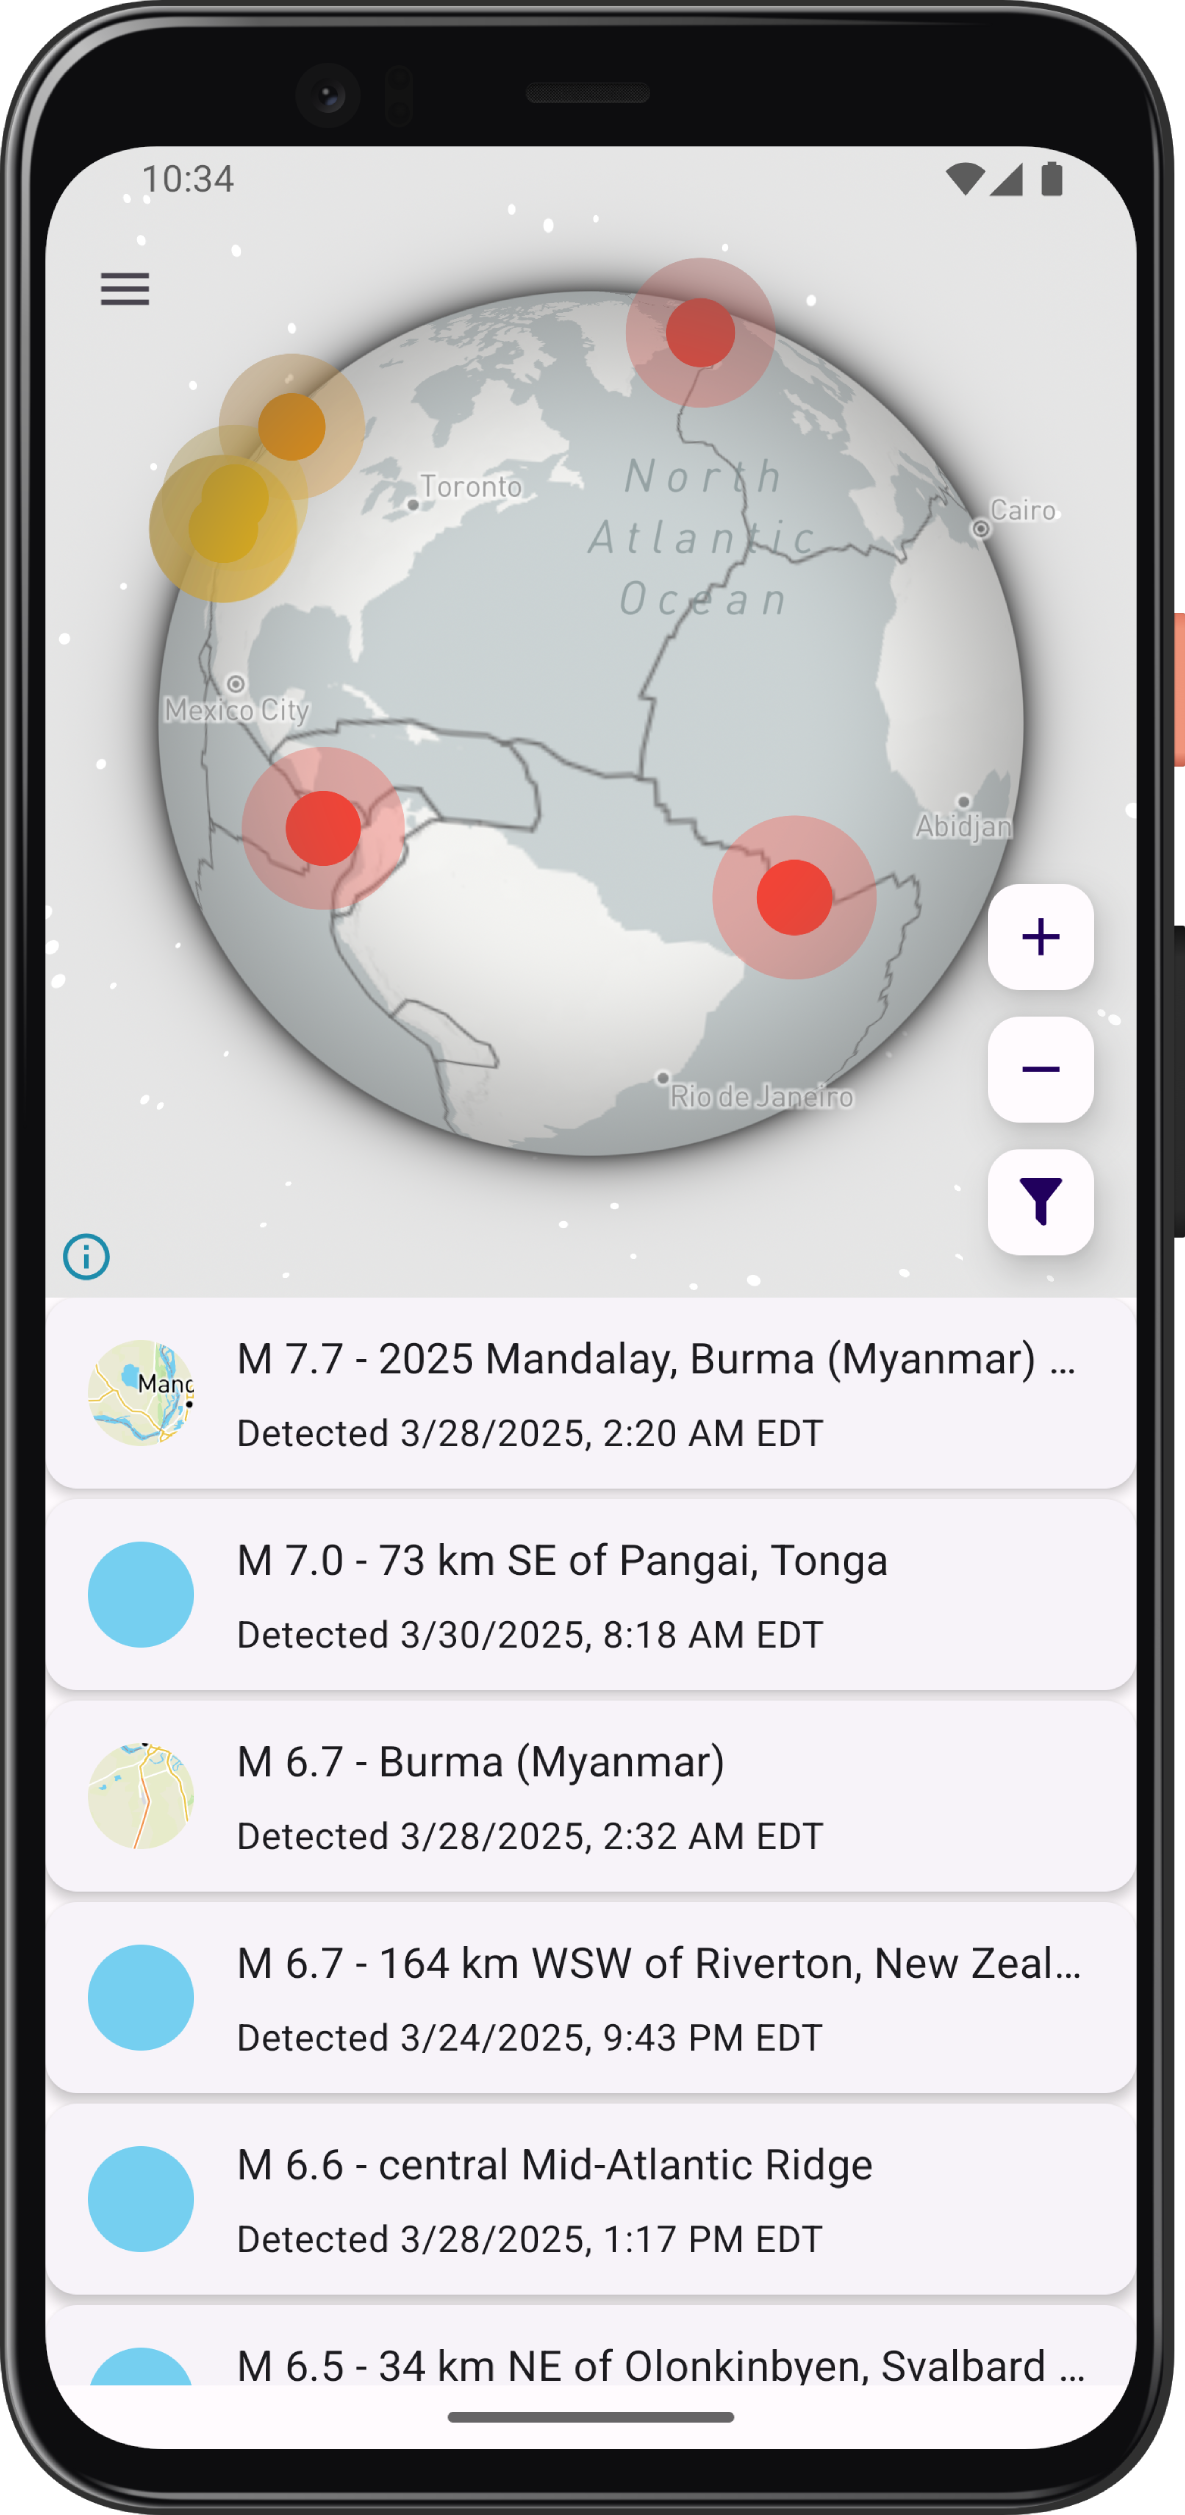 10:34
Toronto
North
Atlantic
Ocean
Cairo
Mexico City
Abidjan
Rio de Janeiro
M 7.7 - 2025 Mandalay, Burma (Myanmar) ...
Mand
Detected 3/28/2025, 2:20 AM EDT
M 7.0 - 73 km SE of Pangai, Tonga
Detected 3/30/2025, 8:18 AM EDT
M 6.7 - Burma (Myanmar)
Detected 3/28/2025, 2:32 AM EDT
M 6.7 - 164 km WSW of Riverton, New Zeal...
Detected 3/24/2025, 9:43 PM EDT
M 6.6 - central Mid-Atlantic Ridge
Detected 3/28/2025, 1:17 PM EDT
M 6.5 - 34 km NE of Olonkinbyen, Svalbard ...